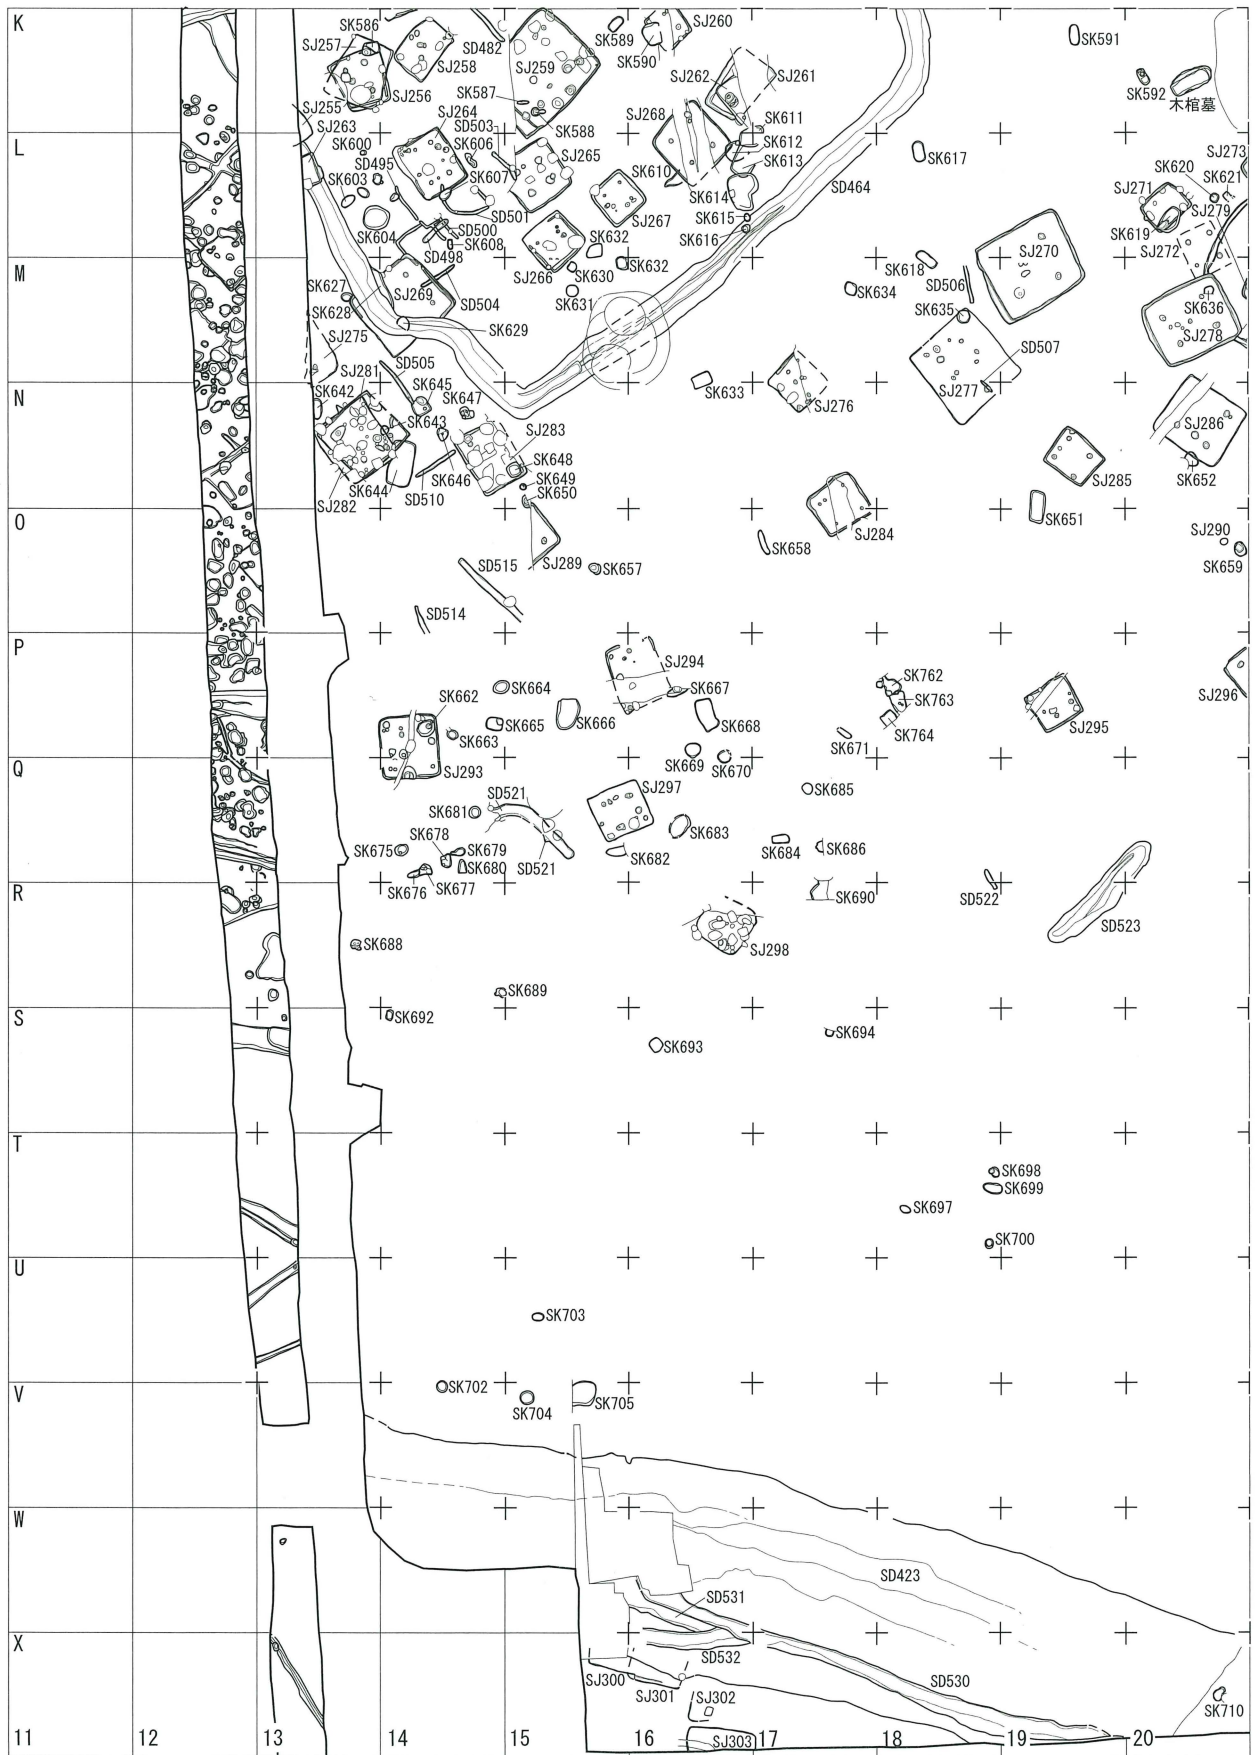 K
SK586
SJ257
SJ258
SD482
SJ259
SK589
SK590
SJ260
SJ262
SJ261
SK591
SK592
木棺墓
SJ256
SK587
SK588
SJ255
SJ263
SJ264
SD503
SJ268
SK611
SK612
SK613
L
SK600
SK606
SD495
SK603
SK607
SJ265
SK610
SK614
SD464
SK617
SJ273
SK620
SK621
SJ271
SJ279
SK619
SJ272
SK604
SD501
SD500
SK608
SD498
SJ267
SK615
SK616
SK632
SJ266
SK630
SK632
SK631
SK618
SJ270
SD506
M
SK627
SK628
SJ269
SD504
SK629
SK634
SK635
SK636
SJ278
SJ275
SD505
SJ281
SD507
SJ277
N
SK642
SK645
SK647
SK643
SJ283
SK633
SJ276
SJ286
SK648
SK646
SK649
SK650
SK644
SJ282
SD510
SJ285
SK652
O
SJ284
SK651
SK658
SJ290
SK659
SD515
SJ289
SK657
SD514
P
SJ294
SK762
SK763
SK664
SK667
SK662
SK665
SK666
SK668
SJ296
SJ295
SK663
SK764
SK671
Q
SK669
SK670
SJ293
SK685
SJ297
SD521
SK681
SK683
SK678
SK679
SK675
SK680
SD521
SK682
SK684
SK686
R
SK676
SK677
SK690
SD522
SD523
SK688
SJ298
SK689
S
SK692
SK693
SK694
T
SK698
SK699
SK697
SK700
U
SK703
V
SK702
SK704
SK705
W
SD423
SD531
X
SD532
SD530
SJ300
SJ301
SJ302
SK710
SJ303
11 12 13 14 15 16 17 18 19 20